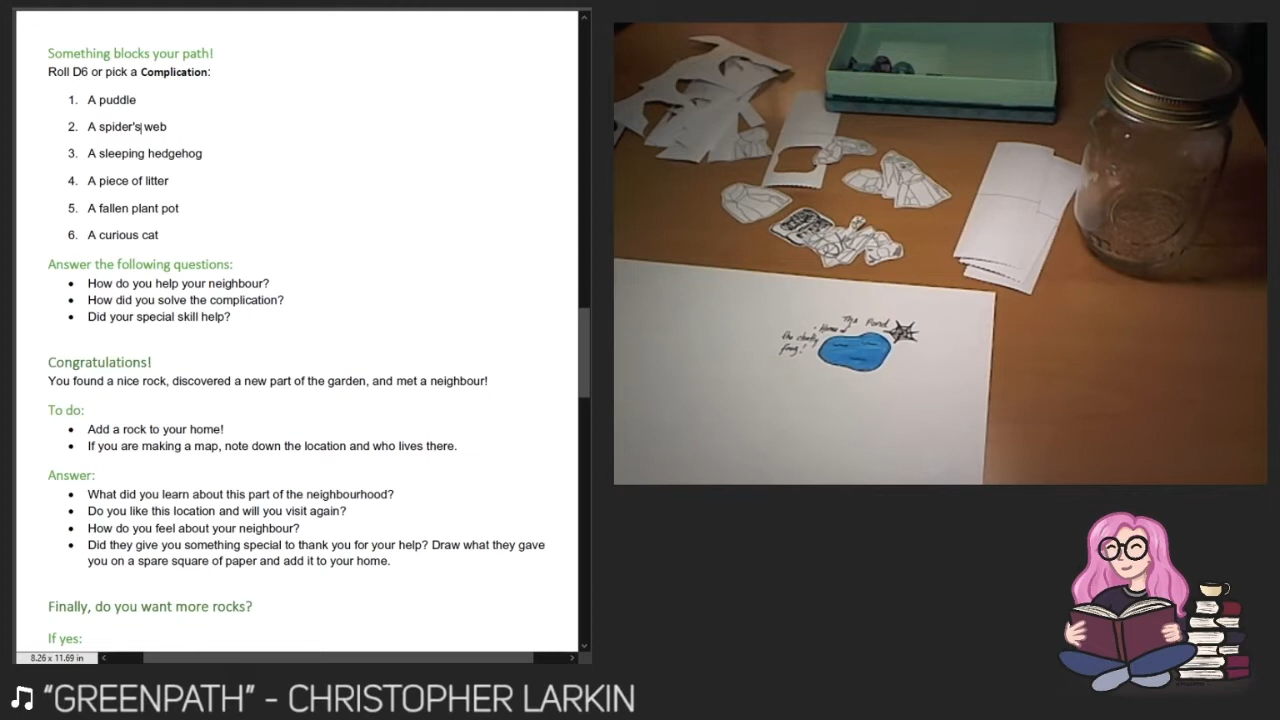 Something blocks your path!
Roll D6 or pick a Complication:
1. A puddle
2. A spider's web
3. A sleeping hedgehog
4. A piece of litter
5. A fallen plant pot
6. A curious cat
Answer the following questions:
• How do you help your neighbour?
• How did you solve the complication?
• Did your special skill help?
Congratulations!
You found a nice rock, discovered a new part of the garden, and met a neighbour!
To do:
• Add a rock to your home!
• If you are making a map, note down the location and who lives there.
Answer:
• What did you learn about this part of the neighbourhood?
• Do you like this location and will you visit again?
• How do you feel about your neighbour?
• Did they give you something special to thank you for your help? Draw what they gave
you on a spare square of paper and add it to your home.
Finally, do you want more rocks?
If yes:
8.26 x 11.69 in
The Pond
Home of
the
frog!
♫ "GREENPATH" - CHRISTOPHER LARKIN